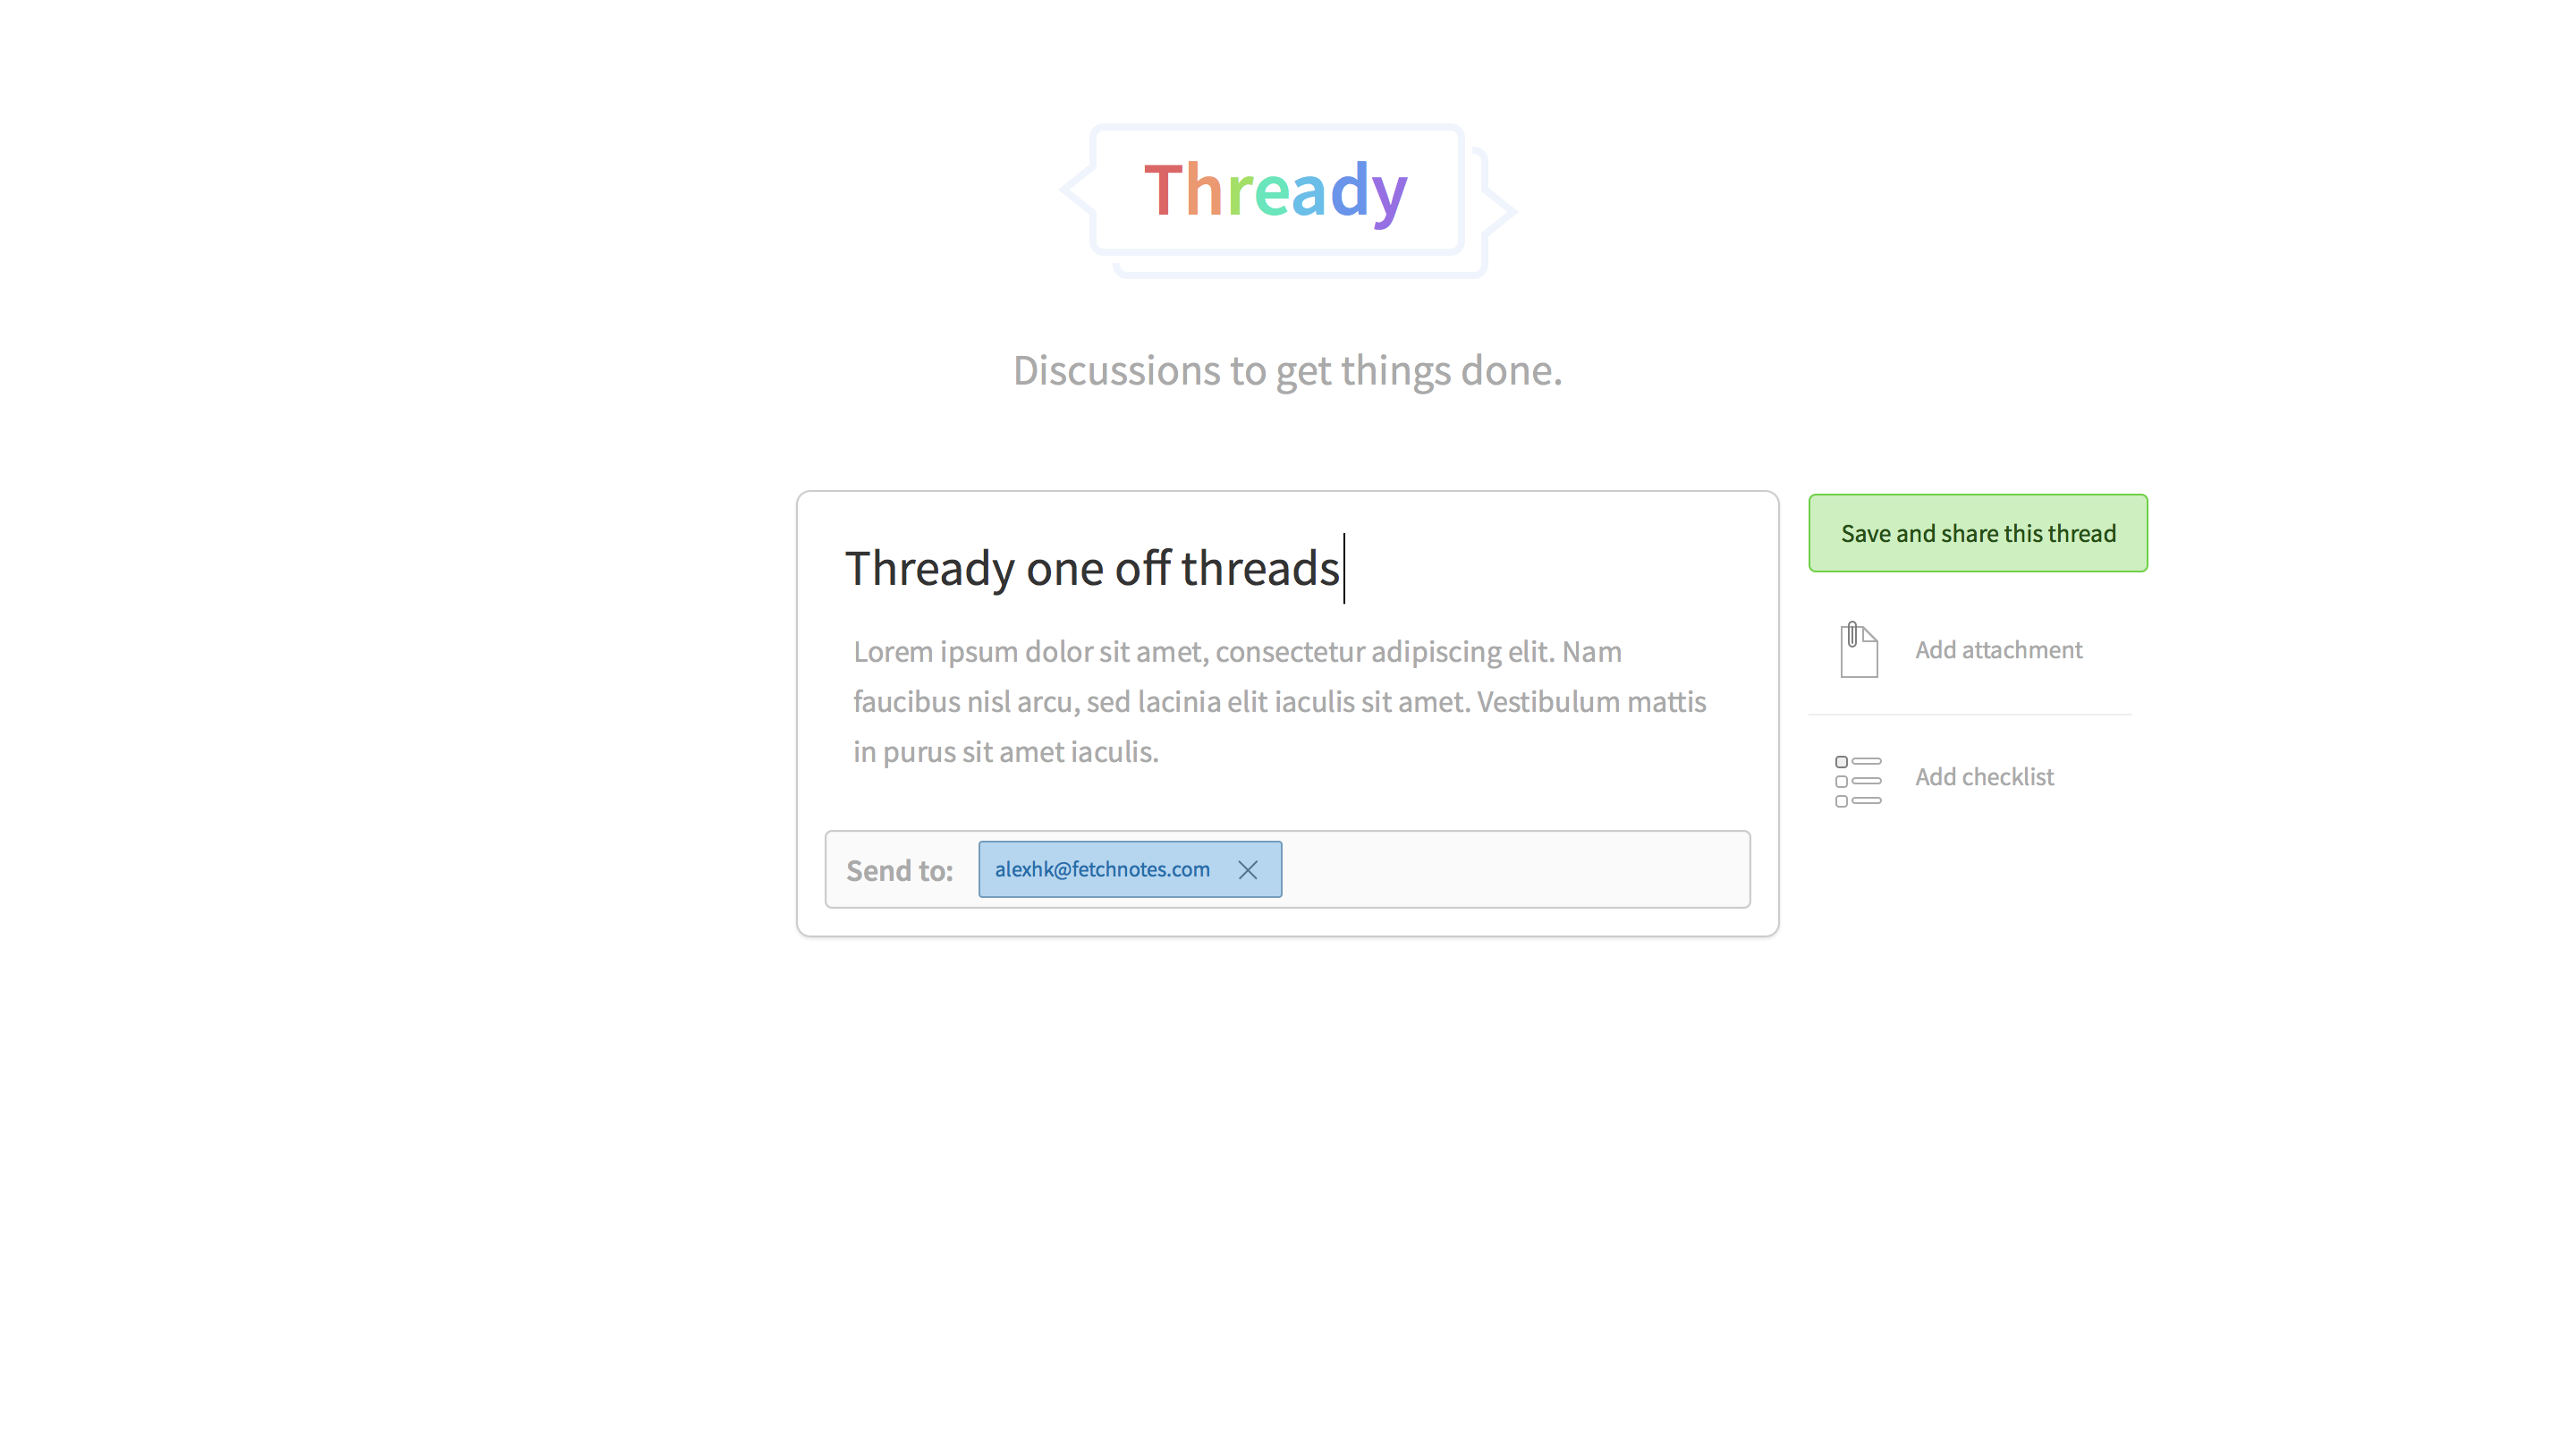 Thready
Discussions to get things done.
Thready one off threads
Save and share this thread
Lorem ipsum dolor sit amet, consectetur adipiscing elit. Nam
faucibus nisl arcu, sed lacinia elit iaculis sit amet. Vestibulum mattis
in purus sit amet iaculis.
Add attachment
Add checklist
Send to: alexhk@fetchnotes.com